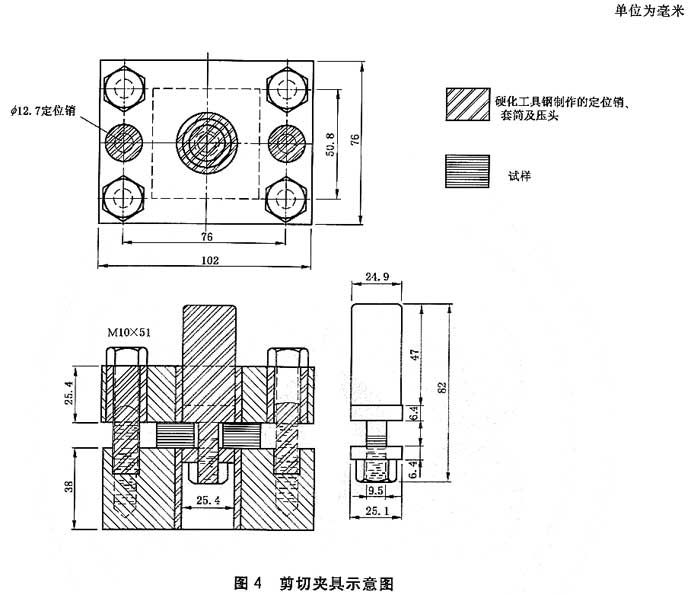 单位为毫米
ϕ12.7定位销
50.8
76
76
102
硬化工具钢制作的定位销、
套筒及压头
试样
24.9
M10×51
25.4
38
25.4
47
82
6.4
6.4
9.5
25.1
图 4 剪切夹具示意图